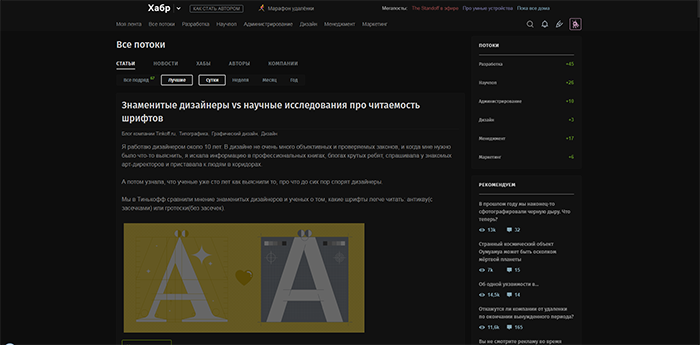 Хабр
КАК СТАТЬ АВТОРОМ
Марафон удалёнки
Мегапосты: The Standoff в эфире Про умные устройства Пока все дома
Моя лента Все потоки Разработка Научпоп Администрирование Дизайн Менеджмент Маркетинг
Все потоки
СТАТЬИ НОВОСТИ ХАБЫ АВТОРЫ КОМПАНИИ
Все подряд Лучшие Сутки Неделя Месяц Год
Знаменитые дизайнеры vs научные исследования про читаемость
шрифтов
Блог компании Tinkoff.ru, Типографика, Графический дизайн, Дизайн
Я работаю дизайнером около 10 лет. В дизайне не очень много объективных и проверяемых законов, и когда мне нужно
было что-то выяснить, я искала информацию в профессиональных книгах, блогах крутых ребят, спрашивала у знакомых
арт-директоров и приставала к людям в коридорах.
А потом узнала, что ученые уже сто лет как выяснили то, про что до сих пор спорят дизайнеры.
Мы в Тинькофф сравнили мнение знаменитых дизайнеров и ученых о том, какие шрифты легче читать: антикву(с
засечками) или гротески(без засечек).
A A
ПОТОКИ
Разработка +45
Научпоп +26
Администрирование +18
Дизайн +3
Менеджмент +17
Маркетинг +6
РЕКОМЕНДУЕМ
В прошлом году мы наконец-то
сфотографировали черную дыру. Что
теперь?
13k 32
Странный космический объект
Оумуамуа может быть осколком
мёртвой планеты
7k 15
Об одной уязвимости в…
14,5k 14
Откажутся ли компании от удаленки
по окончании вынужденного периода?
11,6k 165
Вы не смотрите рекламу во время